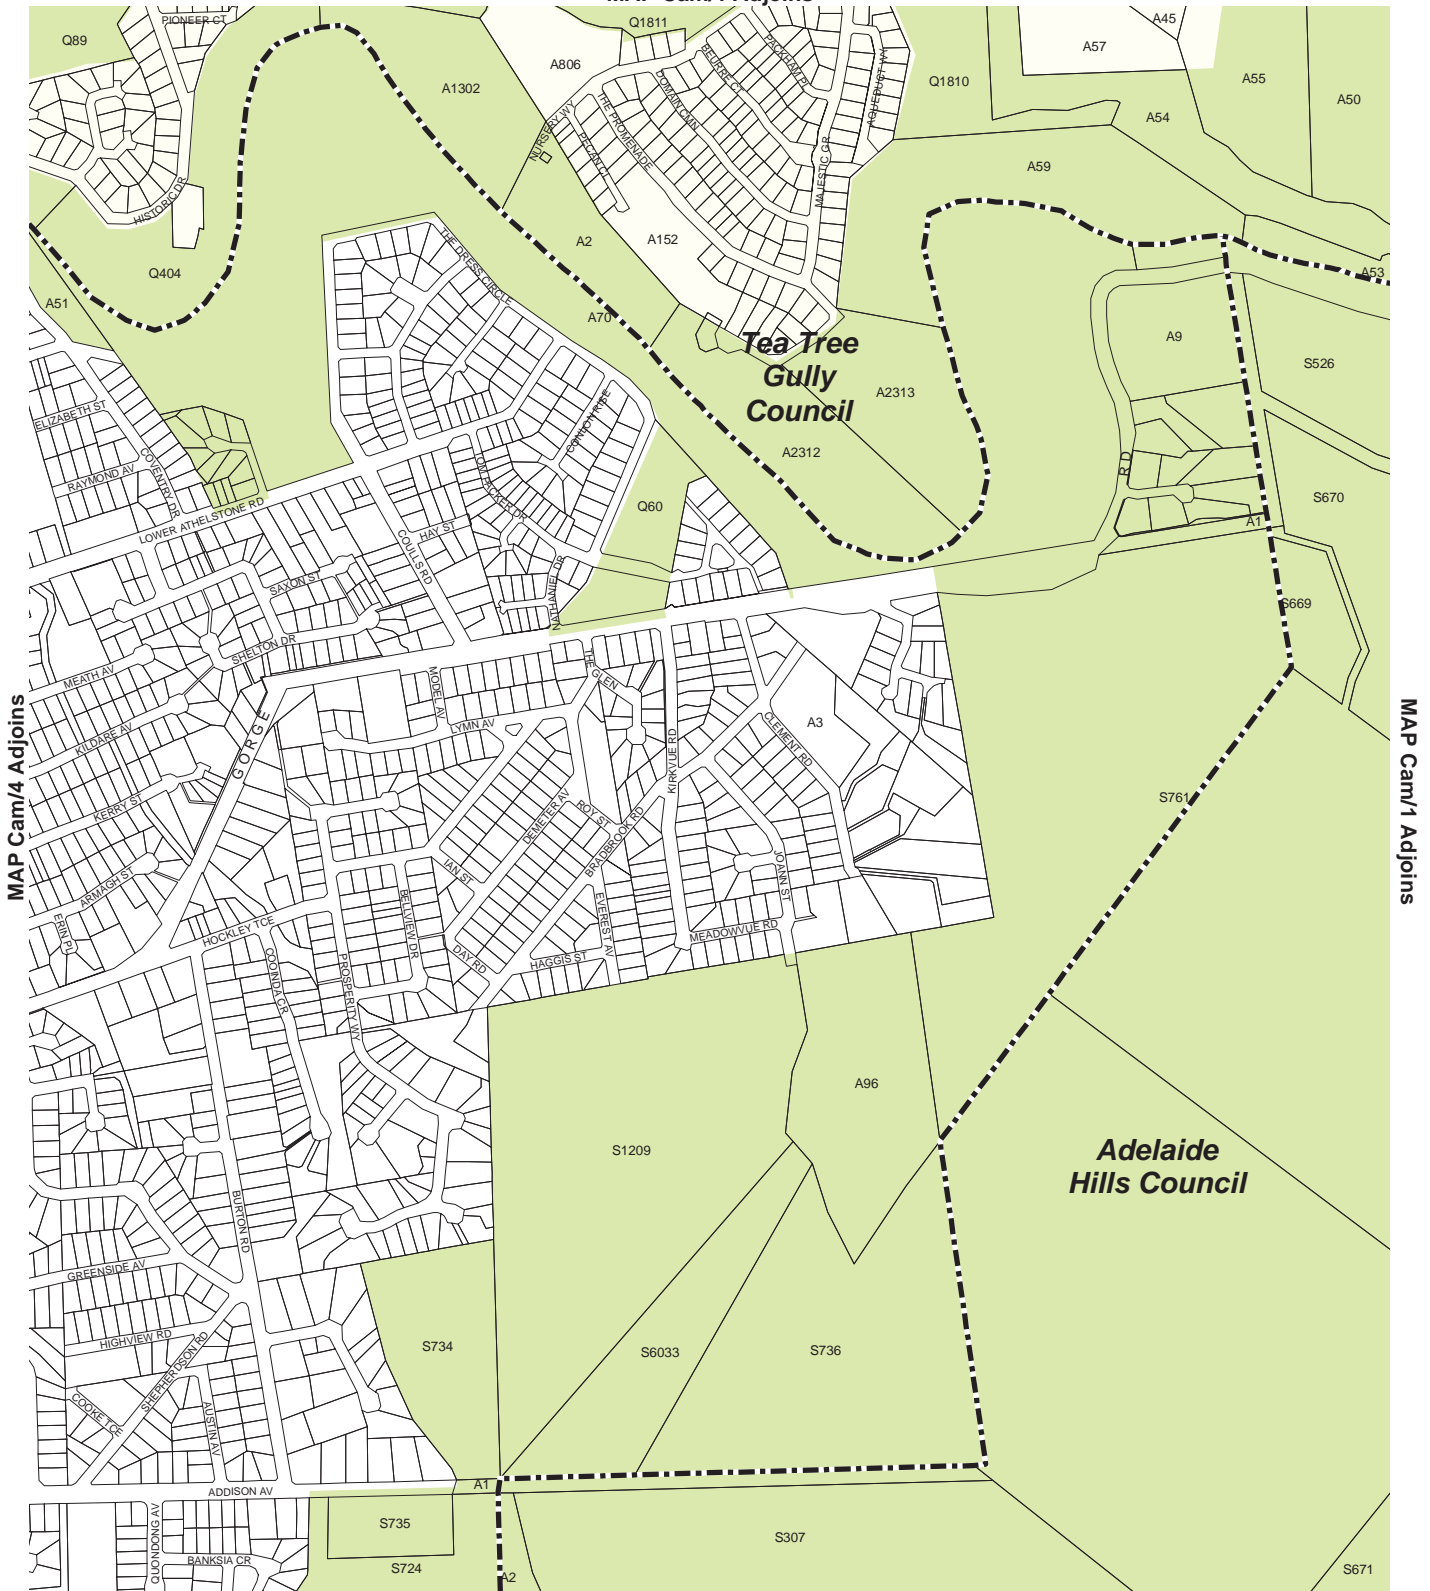 PIONEER CT
Q89
Q1811
A45
A57
A806
BEURRE CT
PACKHAM PL
AQUEDUCT WY
Q1810
A55
A50
A1302
DOMAIN CMN
THE PROMENADE
NURSERY WY
PECAN CT
A54
MAJESTIC GR
A59
HISTORIC DR
A2
A152
THE DRESS CIRCLE
Q404
A53
A51
A70
Tea Tree
Gully
Council
A9
S526
A2313
ELIZABETH ST
CONLON RISE
COVENTRY DR
RAYMOND AV
TOM PACKER DR
A2312
RD
S670
LOWER ATHELSTONE RD
Q60
HAY ST
COULLS RD
A1
SAXON ST
NATHANIEL DR
S669
SHELTON DR
MEATH AV
THE GLEN
MODEL AV
LYMN AV
A3
CLEMENT RD
KILDARE AV
GORGE
KIRKVUE RD
MAP Cam/4 Adjoins
MAP Cam/1 Adjoins
S761
KERRY ST
DEMETER AV
ROY ST
BRADBROOK RD
IAN ST
ARMAGH ST
JOANN ST
BELLVIEW DR
EVEREST AV
ERIN PL
HOCKLEY TCE
MEADOWVUE RD
DAY RD
HAGGIS ST
COOINDA CR
PROSPERITY WY
A96
S1209
Adelaide
Hills Council
BURTON RD
GREENSIDE AV
HIGHVIEW RD
SHEPHERDSON RD
S734
S6033
S736
COOKE TCE
AUSTIN AV
ADDISON AV
A1
QUONDONG AV
S735
S307
BANKSIA CR
S724
A2
S671